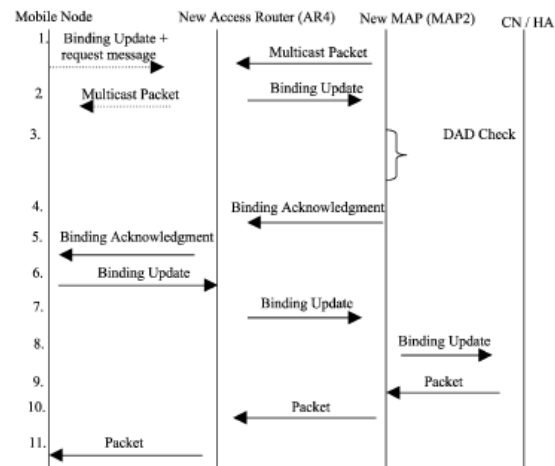 Mobile Node New Access Router (AR4) New MAP (MAP2) CN / HA
1. Binding Update +
request message Multicast Packet
2 Multicast Packet Binding Update
3. DAD Check
4. Binding Acknowledgment
5. Binding Acknowledgment
6. Binding Update
7. Binding Update
8. Binding Update
9. Packet
10. Packet
11. Packet